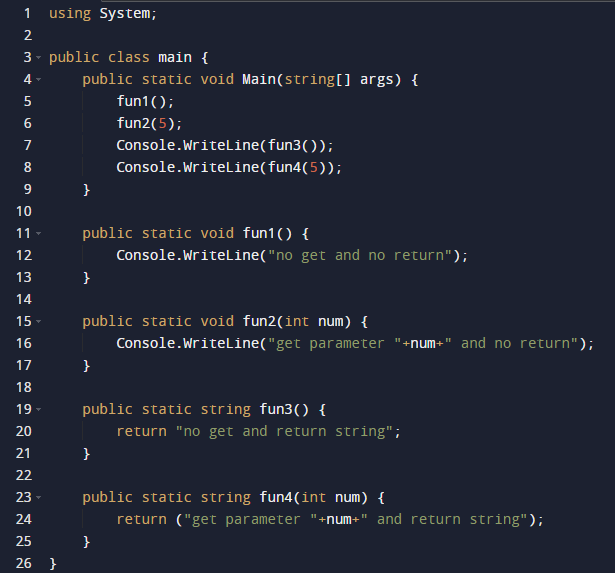 1 using System;
2
3 public class main {
4     public static void Main(string[] args) {
5         fun1();
6         fun2(5);
7         Console.WriteLine(fun3());
8         Console.WriteLine(fun4(5));
9     }
10
11     public static void fun1() {
12         Console.WriteLine("no get and no return");
13     }
14
15     public static void fun2(int num) {
16         Console.WriteLine("get parameter "+num+" and no return");
17     }
18
19     public static string fun3() {
20         return "no get and return string";
21     }
22
23     public static string fun4(int num) {
24         return ("get parameter "+num+" and return string");
25     }
26 }